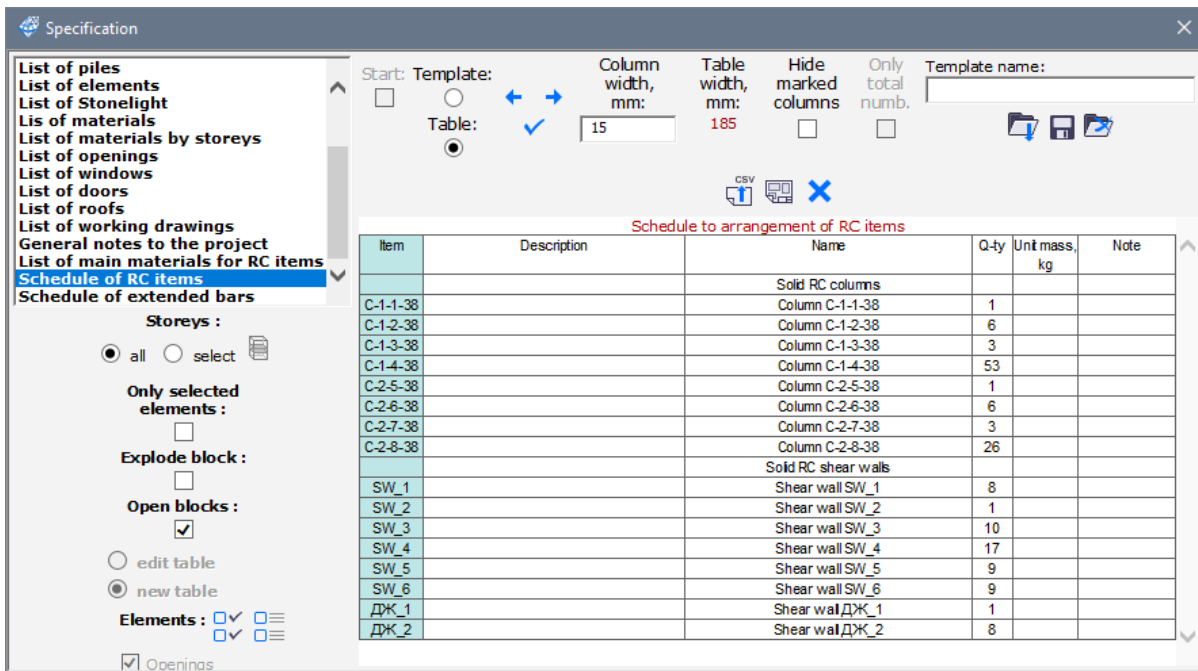 Specification
List of piles
List of elements
List of Stonelight
Lis of materials
List of materials by storeys
List of openings
List of windows
List of doors
List of roofs
List of working drawings
General notes to the project
List of main materials for RC items
Schedule of RC items
Schedule of extended bars
Storeys :
all select
Only selected
elements :
Explode block :
Open blocks :
edit table
new table
Elements :
Openings
Start: Template:
Table:
Column
width,
mm:
15
Table
width,
mm:
185
Hide
marked
columns
Only
total
numb.
Template name:
CSV
Schedule to arrangement of RC items
Item Description Name Q-ty Unit mass, Note
kg
Solid RC columns
C-1-1-38 Column C-1-1-38 1
C-1-2-38 Column C-1-2-38 6
C-1-3-38 Column C-1-3-38 3
C-1-4-38 Column C-1-4-38 53
C-2-5-38 Column C-2-5-38 1
C-2-6-38 Column C-2-6-38 6
C-2-7-38 Column C-2-7-38 3
C-2-8-38 Column C-2-8-38 26
Solid RC shear walls
SW_1 Shear wall SW_1 8
SW_2 Shear wall SW_2 1
SW_3 Shear wall SW_3 10
SW_4 Shear wall SW_4 17
SW_5 Shear wall SW_5 9
SW_6 Shear wall SW_6 9
ДЖ_1 Shear wal ДЖ_1 1
ДЖ_2 Shear wal ДЖ_2 8